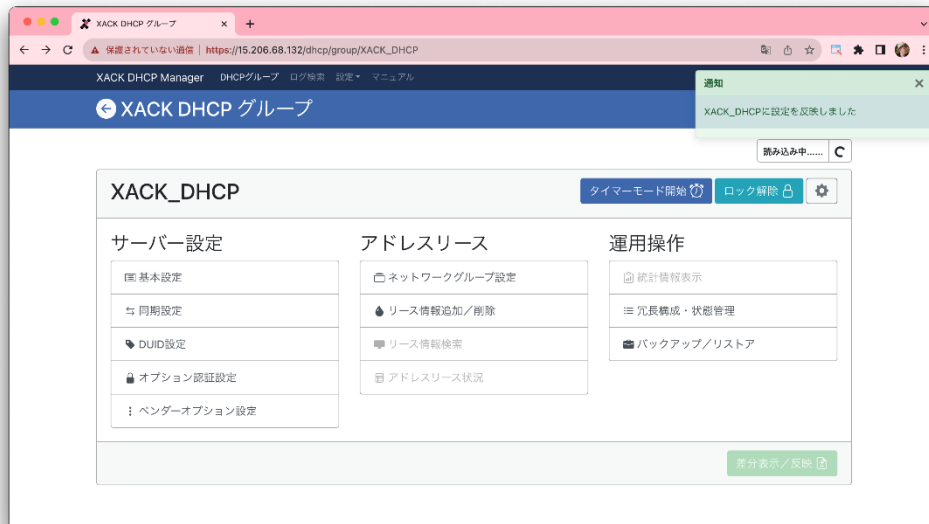 XACK DHCP グループ
保護されていない通信 | https://15.206.68.132/dhcp/group/XACK_DHCP
XACK DHCP Manager DHCPグループ ログ検索 設定 マニュアル
通知
XACK DHCP グループ
XACK_DHCPに設定を反映しました
読み込み中......
XACK_DHCP
タイマーモード開始
ロック解除
サーバー設定
基本設定
同期設定
DUID設定
オプション認証設定
ベンダーオプション設定
アドレスリース
ネットワークグループ設定
リース情報追加／削除
リース情報検索
アドレスリース状況
運用操作
統計情報表示
冗長構成・状態管理
バックアップ／リストア
差分表示／反映